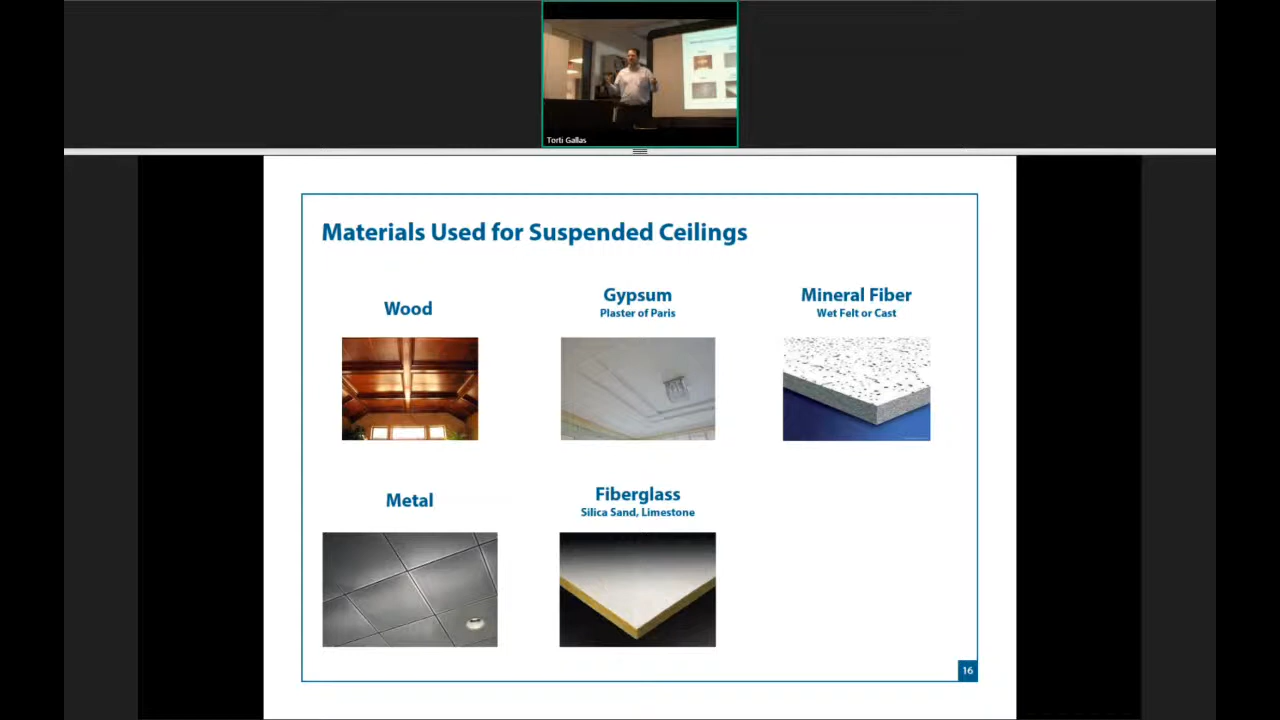 Torti Gallas
Materials Used for Suspended Ceilings
Wood
Gypsum
Plaster of Paris
Mineral Fiber
Wet Felt or Cast
Metal
Fiberglass
Silica Sand, Limestone
16